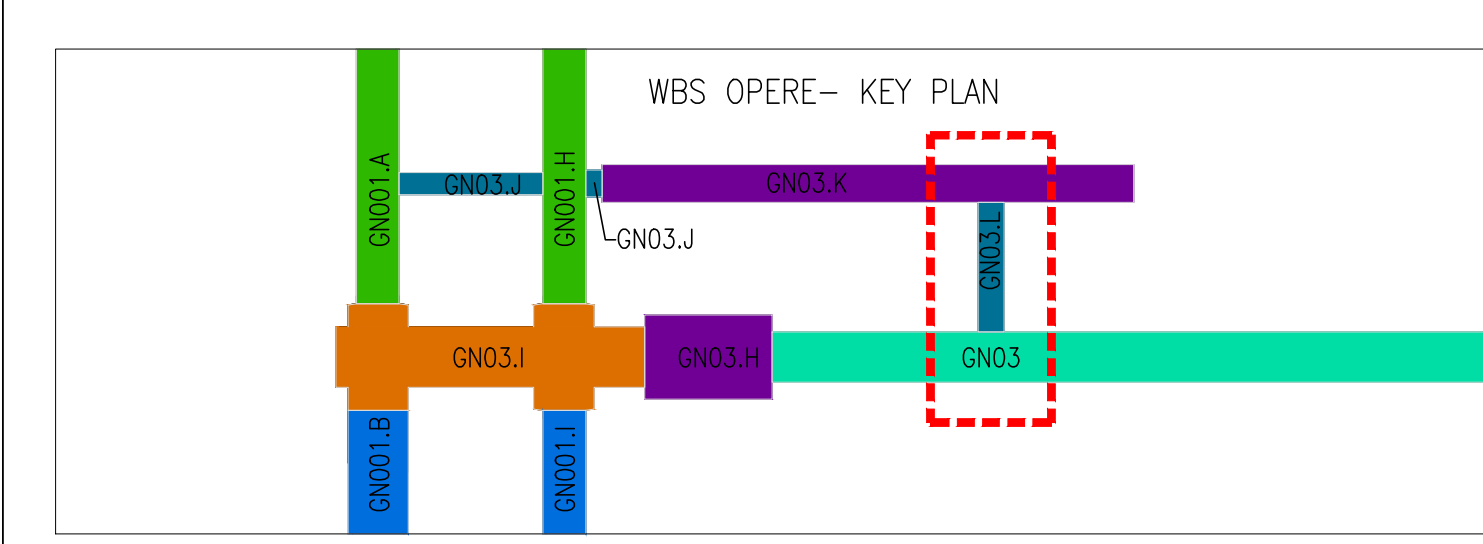 WBS OPERE- KEY PLAN
GN001.A
GN03.J
GN001.H
GN03.K
GN03.J
GN03.L
GN03.I
GN03.H
GN03
GN001.B
GN001.I